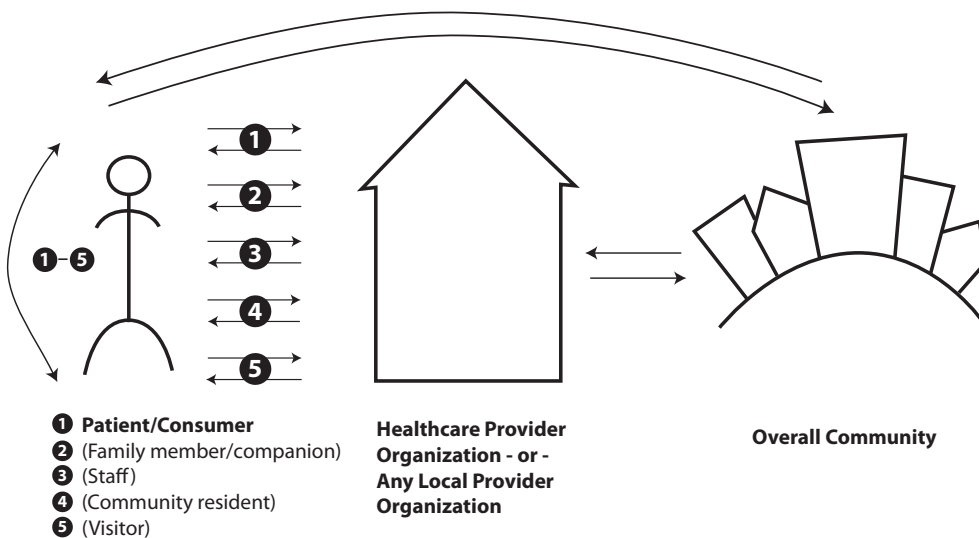 1
2
1–5
3
4
5
1 Patient/Consumer
2 (Family member/companion)
3 (Staff)
4 (Community resident)
5 (Visitor)
Healthcare Provider
Organization - or -
Any Local Provider
Organization
Overall Community